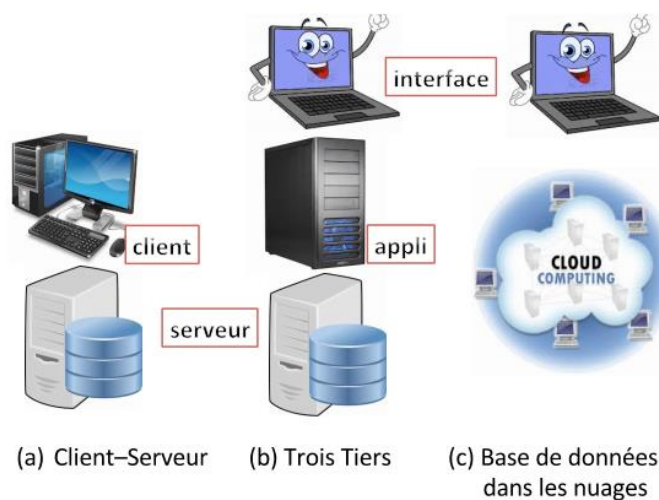 interface
client
appli
CLOUD
COMPUTING
serveur
(a) Client–Serveur
(b) Trois Tiers
(c) Base de données
dans les nuages